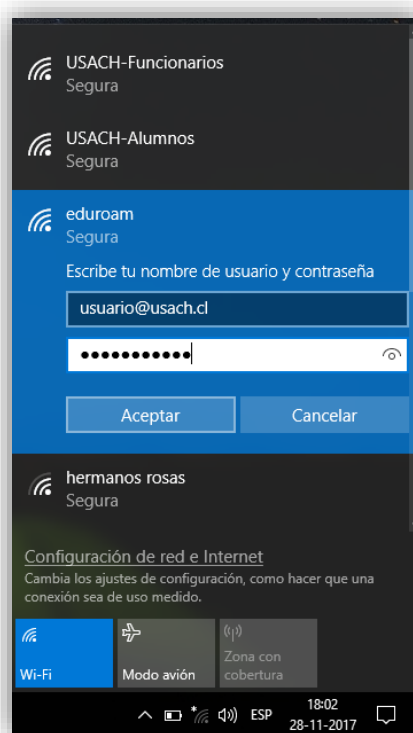 USACH-Funcionarios
Segura
USACH-Alumnos
Segura
eduroam
Segura
Escribe tu nombre de usuario y contraseña
usuario@usach.cl
●●●●●●●●●●●
Aceptar Cancelar
hermanos rosas
Segura
Configuración de red e Internet
Cambia los ajustes de configuración, como hacer que una
conexión sea de uso medido.
Wi-Fi
Modo avión
Zona con
cobertura
ESP
18:02
28-11-2017